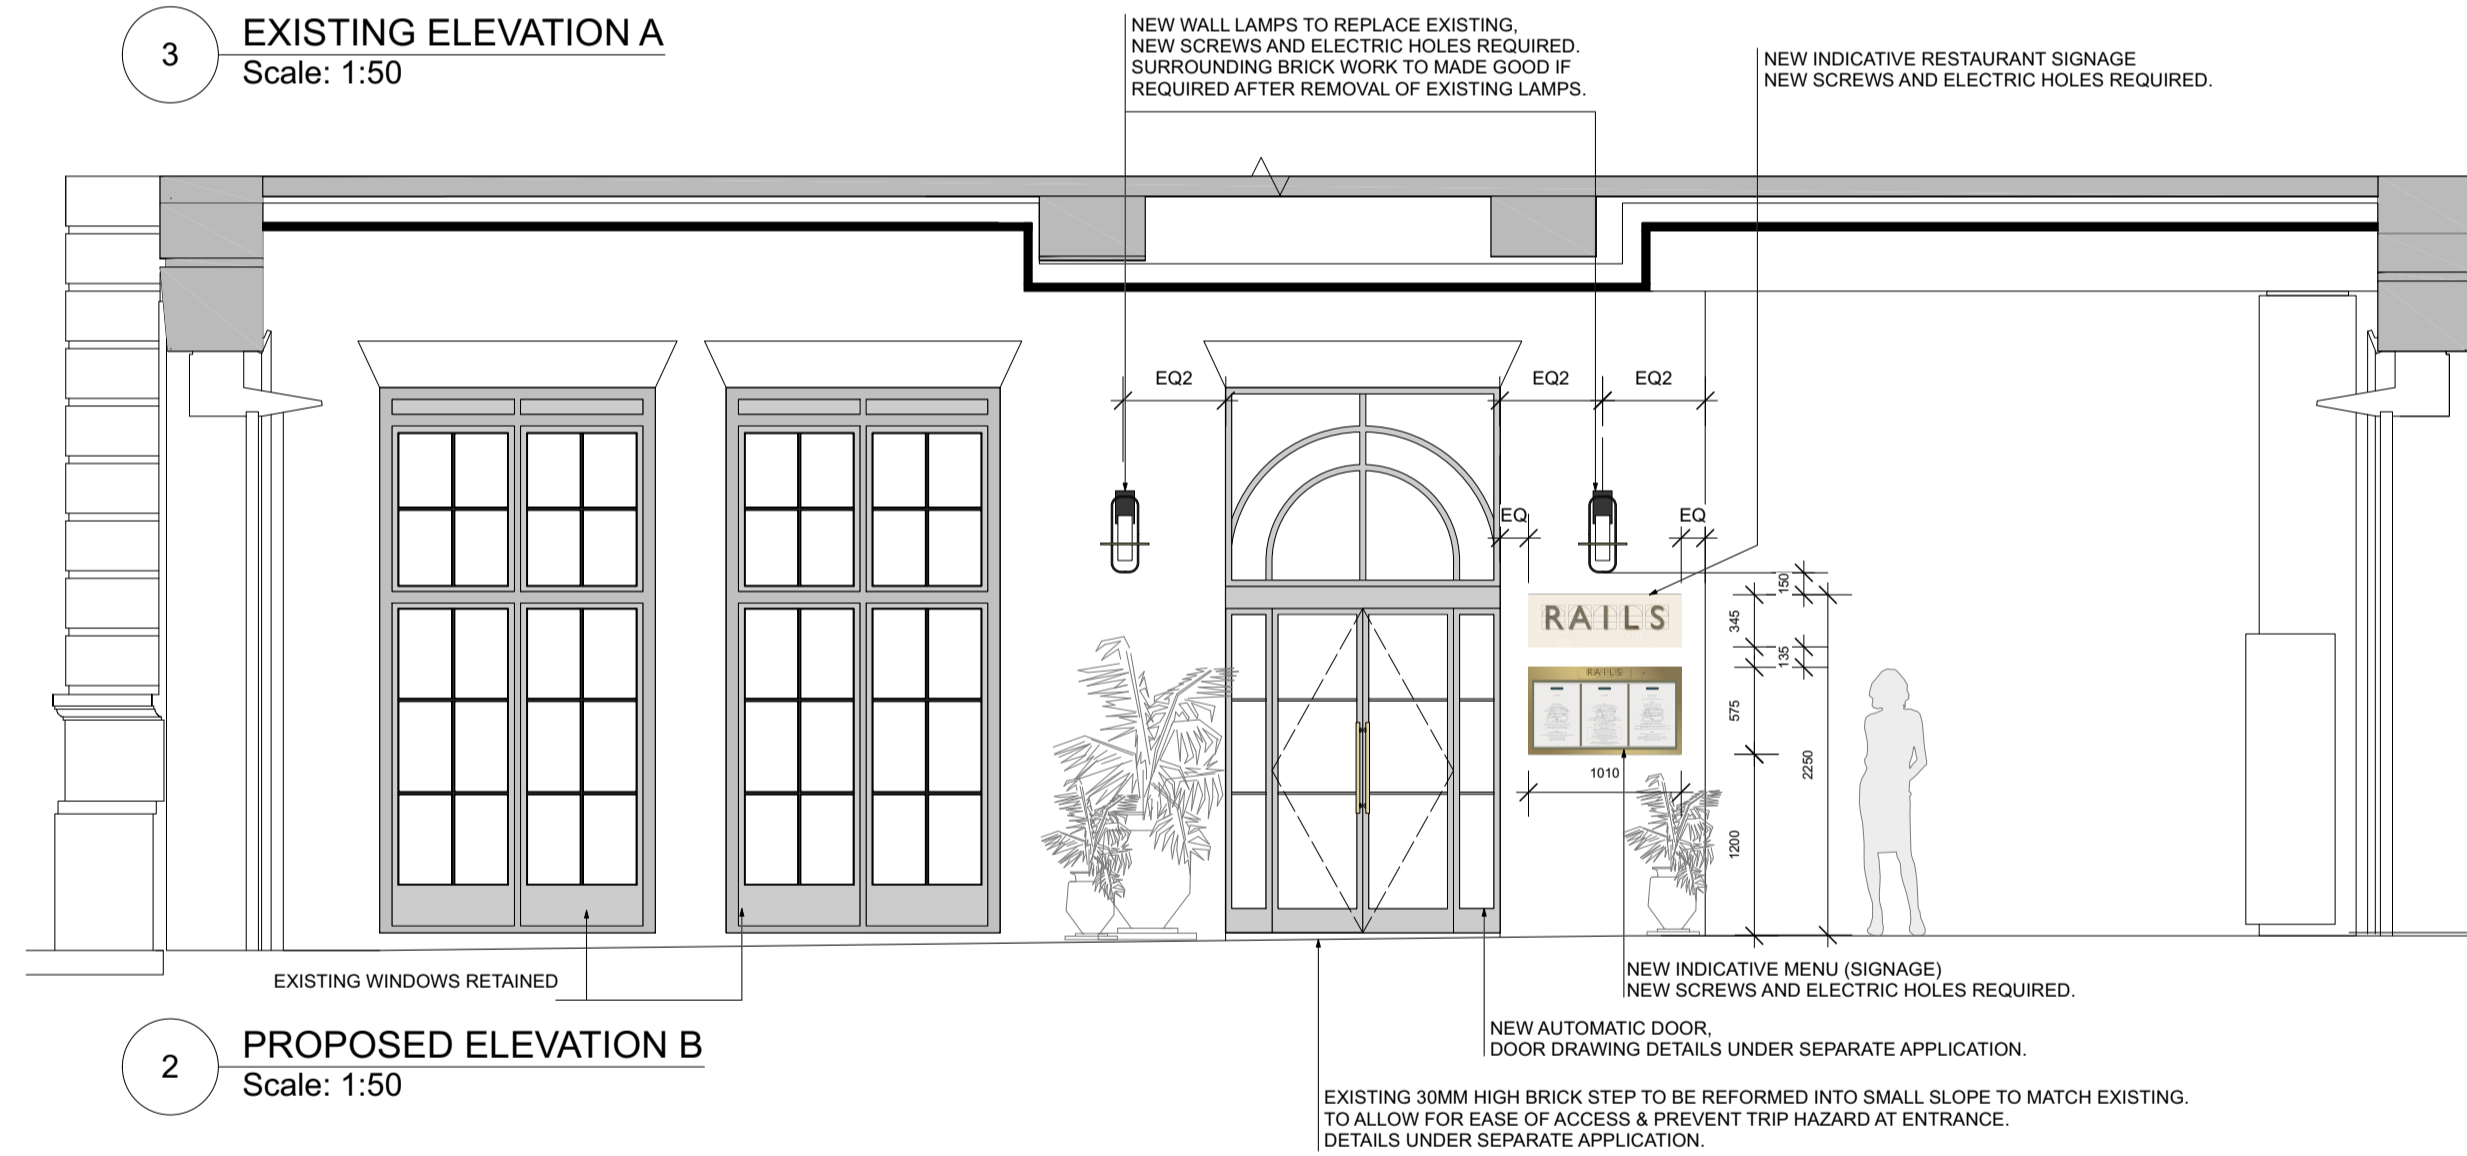 3
EXISTING ELEVATION A
Scale: 1:50
NEW WALL LAMPS TO REPLACE EXISTING,
NEW SCREWS AND ELECTRIC HOLES REQUIRED.
SURROUNDING BRICK WORK TO MADE GOOD IF
REQUIRED AFTER REMOVAL OF EXISTING LAMPS.
NEW INDICATIVE RESTAURANT SIGNAGE
NEW SCREWS AND ELECTRIC HOLES REQUIRED.
EQ2
EQ2
EQ2
EQ
EQ
150
345
135
575
2250
1200
1010
RAILS
RAILS
EXISTING WINDOWS RETAINED
NEW INDICATIVE MENU (SIGNAGE)
NEW SCREWS AND ELECTRIC HOLES REQUIRED.
NEW AUTOMATIC DOOR,
DOOR DRAWING DETAILS UNDER SEPARATE APPLICATION.
EXISTING 30MM HIGH BRICK STEP TO BE REFORMED INTO SMALL SLOPE TO MATCH EXISTING.
TO ALLOW FOR EASE OF ACCESS & PREVENT TRIP HAZARD AT ENTRANCE.
DETAILS UNDER SEPARATE APPLICATION.
2
PROPOSED ELEVATION B
Scale: 1:50